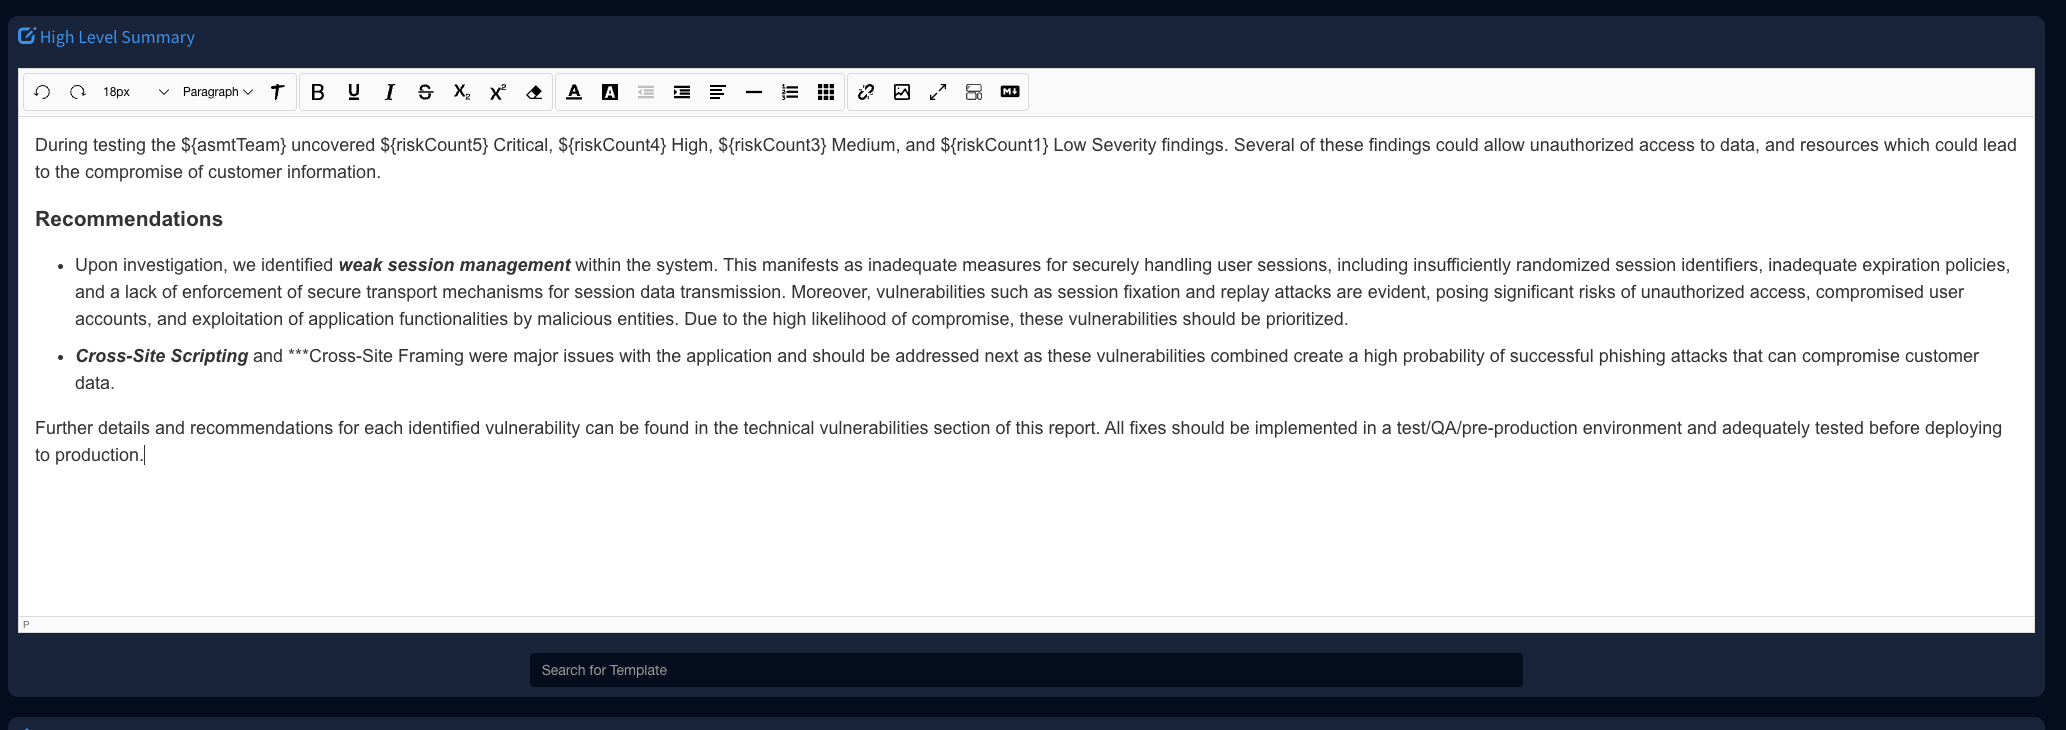 High Level Summary
18px Paragraph
During testing the ${asmtTeam} uncovered ${riskCount5} Critical, ${riskCount4} High, ${riskCount3} Medium, and ${riskCount1} Low Severity findings. Several of these findings could allow unauthorized access to data, and resources which could lead
to the compromise of customer information.
Recommendations
• Upon investigation, we identified weak session management within the system. This manifests as inadequate measures for securely handling user sessions, including insufficiently randomized session identifiers, inadequate expiration policies,
and a lack of enforcement of secure transport mechanisms for session data transmission. Moreover, vulnerabilities such as session fixation and replay attacks are evident, posing significant risks of unauthorized access, compromised user
accounts, and exploitation of application functionalities by malicious entities. Due to the high likelihood of compromise, these vulnerabilities should be prioritized.
• Cross-Site Scripting and ***Cross-Site Framing were major issues with the application and should be addressed next as these vulnerabilities combined create a high probability of successful phishing attacks that can compromise customer
data.
Further details and recommendations for each identified vulnerability can be found in the technical vulnerabilities section of this report. All fixes should be implemented in a test/QA/pre-production environment and adequately tested before deploying
to production.
P
Search for Template